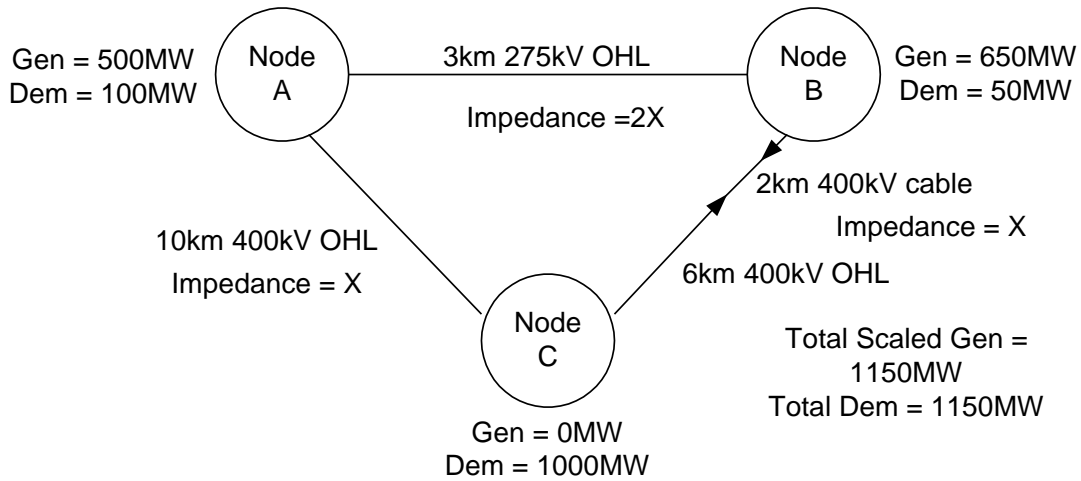 Gen = 500MW
Dem = 100MW
Node
A
3km 275kV OHL
Impedance =2X
Node
B
Gen = 650MW
Dem = 50MW
2km 400kV cable
Impedance = X
10km 400kV OHL
Impedance = X
6km 400kV OHL
Node
C
Total Scaled Gen =
1150MW
Total Dem = 1150MW
Gen = 0MW
Dem = 1000MW